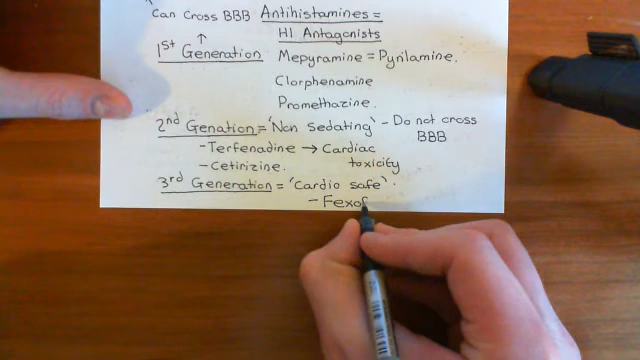 Can Cross BBB Antihistamines =
H1 Antagonists
1st Generation ↑ Mepyramine = Pyrilamine.
Clorphenamine
Promethazine.
2nd Genation = 'Non Sedating' - Do not cross
BBB
- Terfenadine → Cardiac
toxicity
- Cetirizine.
3rd Generation = 'Cardio safe'.
- Fexof